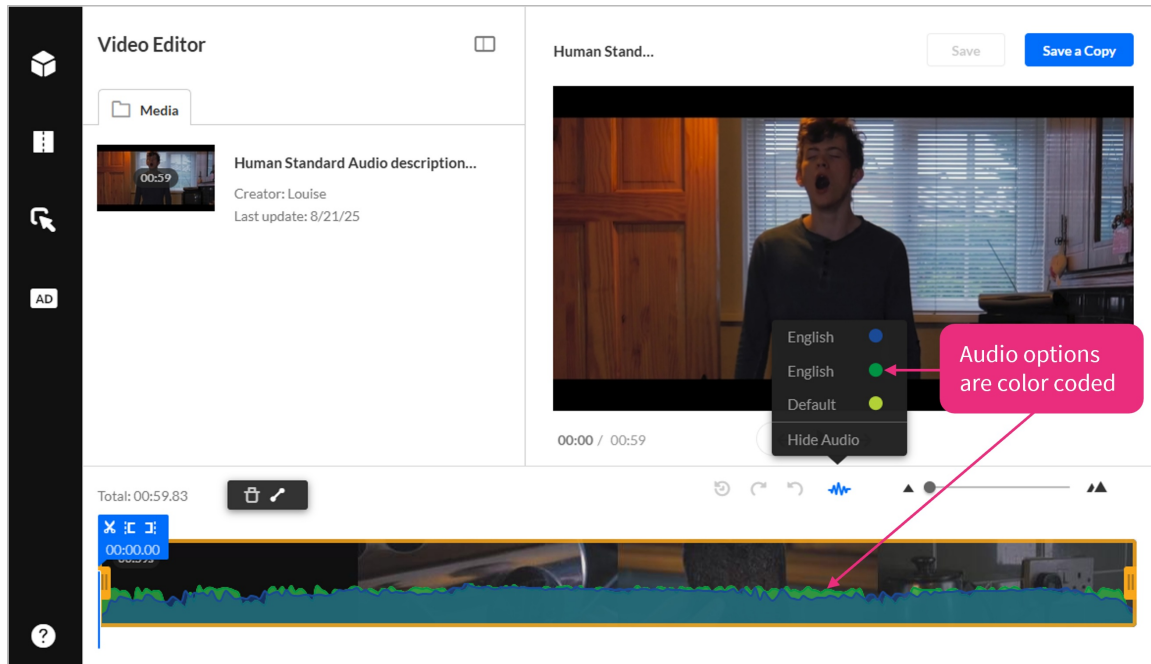 Video Editor
Human Stand...
Save
Save a Copy
Media
00:59
Human Standard Audio description...
Creator: Louise
Last update: 8/21/25
AD
English
English
Default
Hide Audio
Audio options
are color coded
00:00 / 00:59
Total: 00:59.83
00:00.00
?